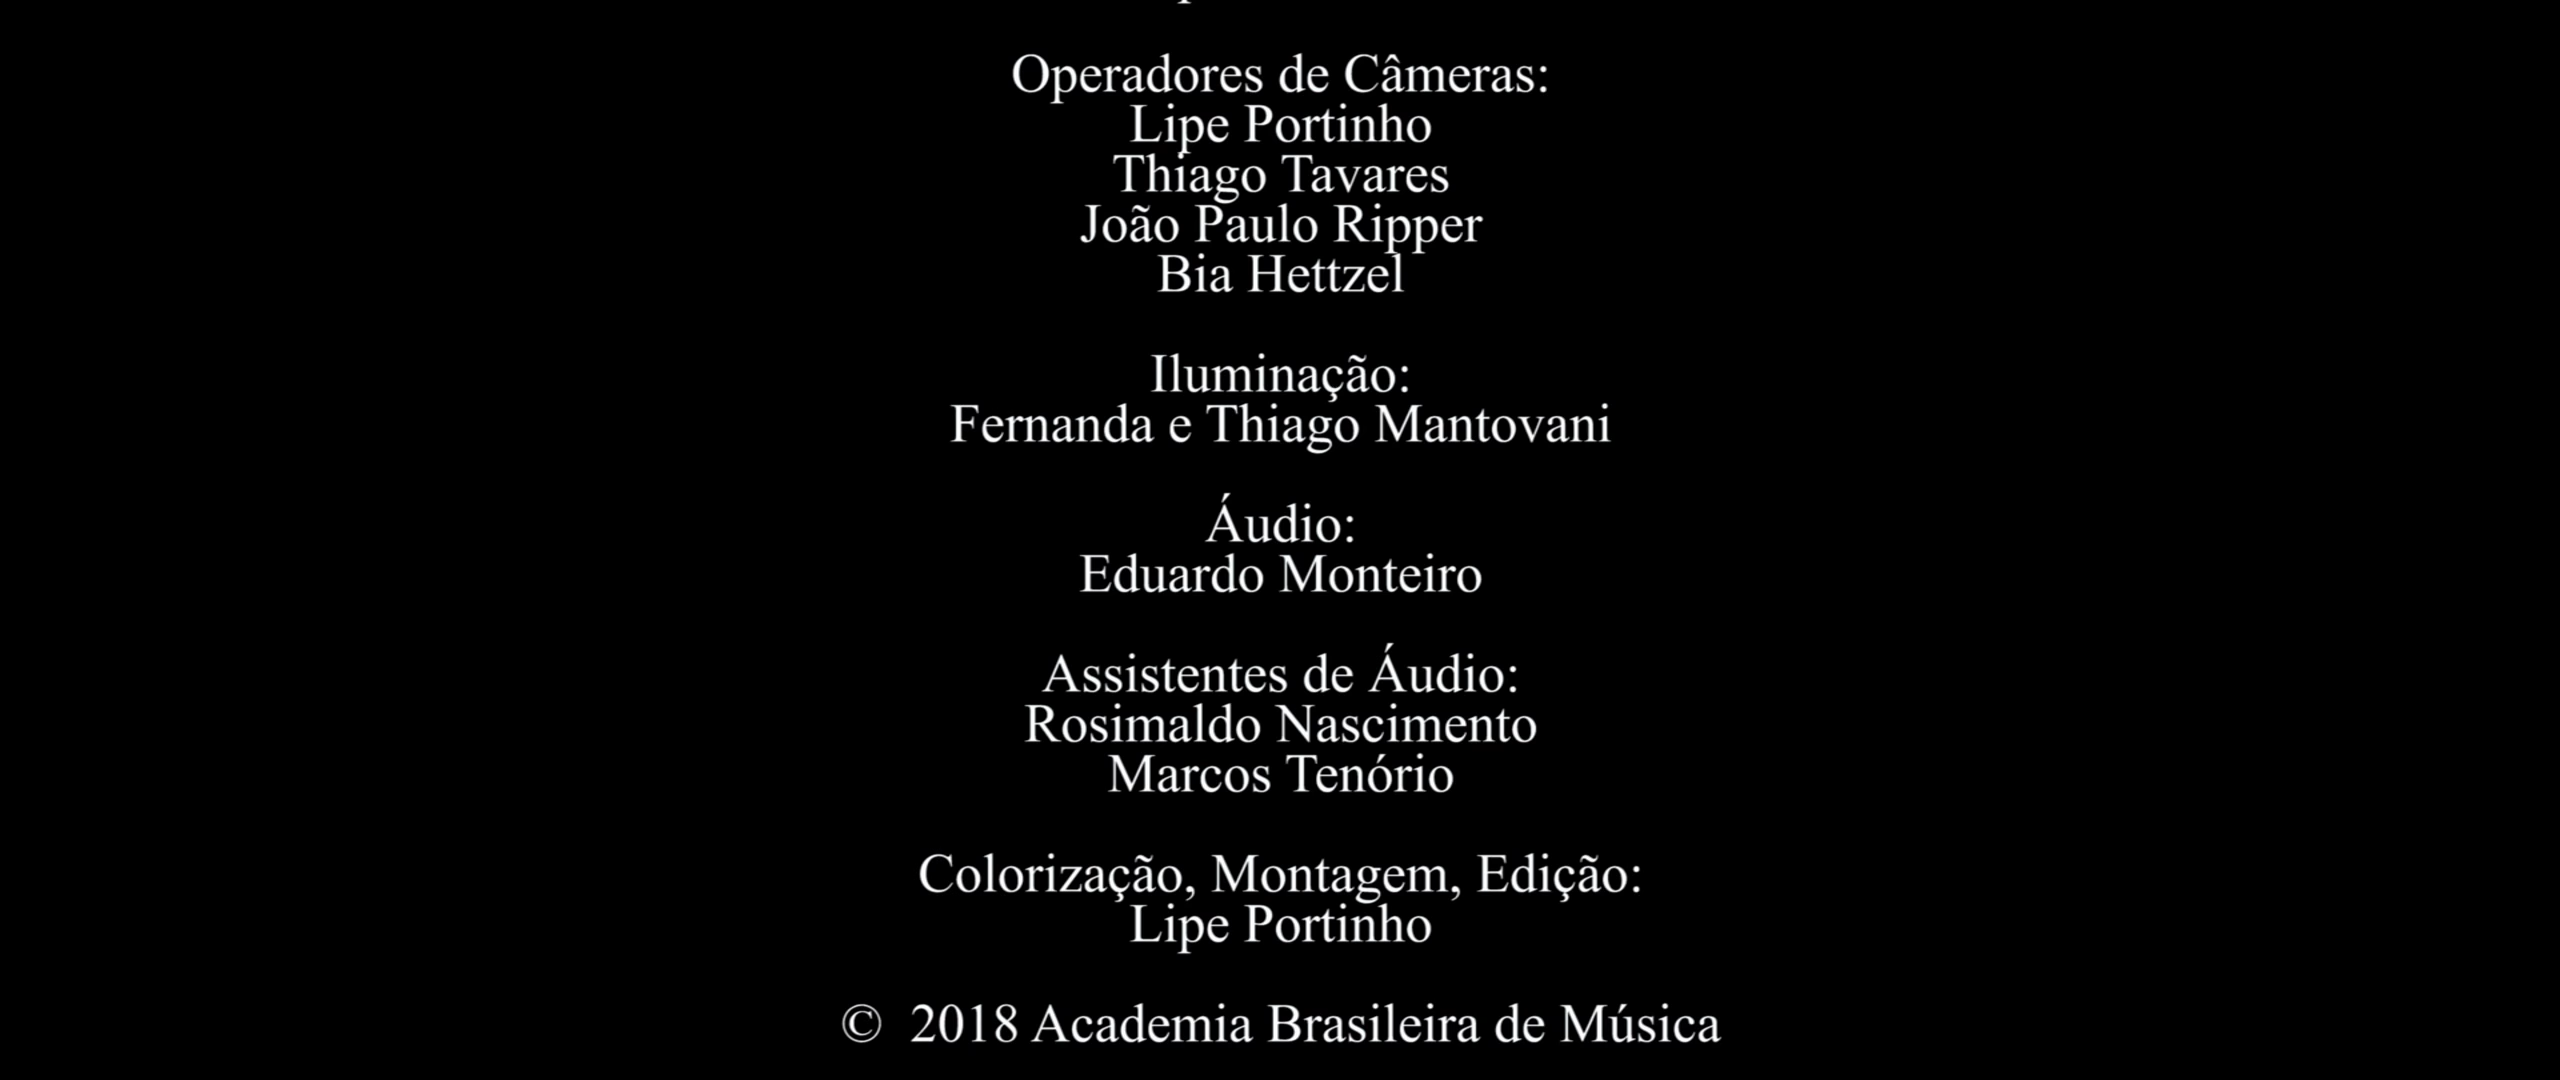 Operadores de Câmeras:
Lipe Portinho
Thiago Tavares
João Paulo Ripper
Bia Hettzel
Iluminação:
Fernanda e Thiago Mantovani
Áudio:
Eduardo Monteiro
Assistentes de Áudio:
Rosimaldo Nascimento
Marcos Tenório
Colorização, Montagem, Edição:
Lipe Portinho
© 2018 Academia Brasileira de Música